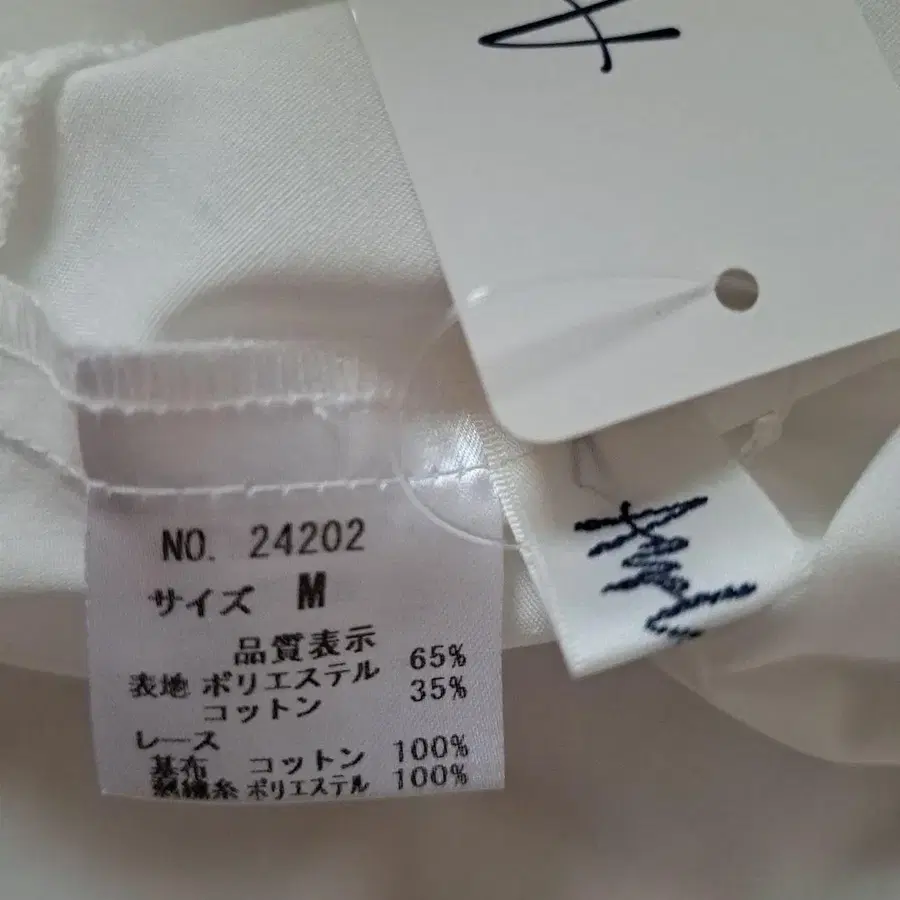 NO. 24202
サイズ M
品質表示
表地 ポリエステル 65%
コットン 35%
レース
基布 コットン 100%
刺繍糸 ポリエステル 100%